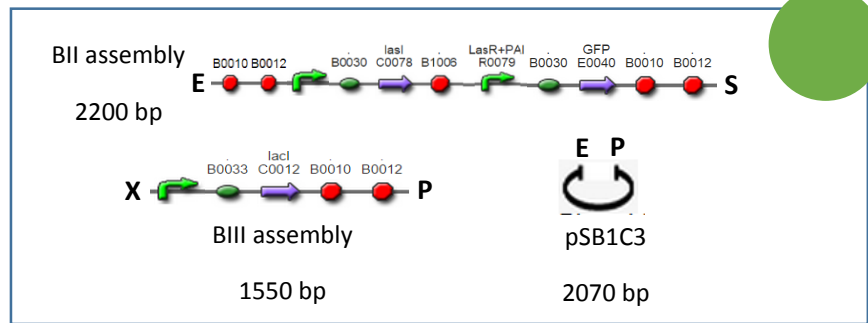 BII assembly
2200 bp
E
B0010 B0012
B0030
lasI
C0078
B1006
LasR+PAI
R0079
B0030
GFP
E0040
B0010
B0012
S
X
B0033
lacI
C0012
B0010
B0012
P
BIII assembly
1550 bp
E P
pSB1C3
2070 bp